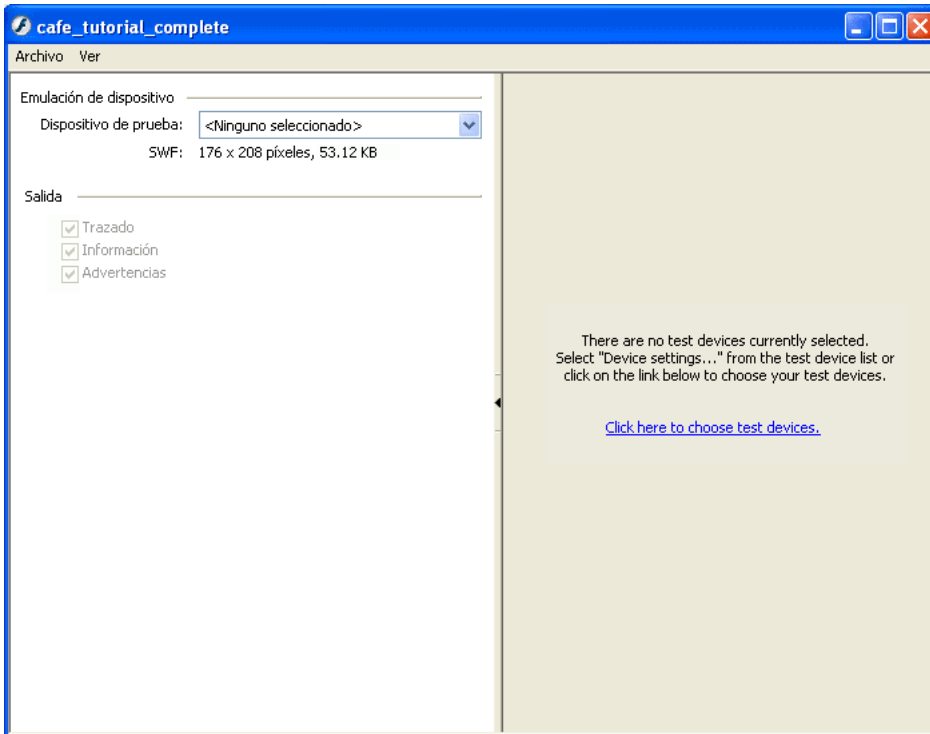 cafe_tutorial_complete
Archivo Ver
Emulación de dispositivo
Dispositivo de prueba: <Ninguno seleccionado>
SWF: 176 x 208 píxeles, 53.12 KB
Salida
Trazado
Información
Advertencias
There are no test devices currently selected.
Select "Device settings..." from the test device list or
click on the link below to choose your test devices.
Click here to choose test devices.